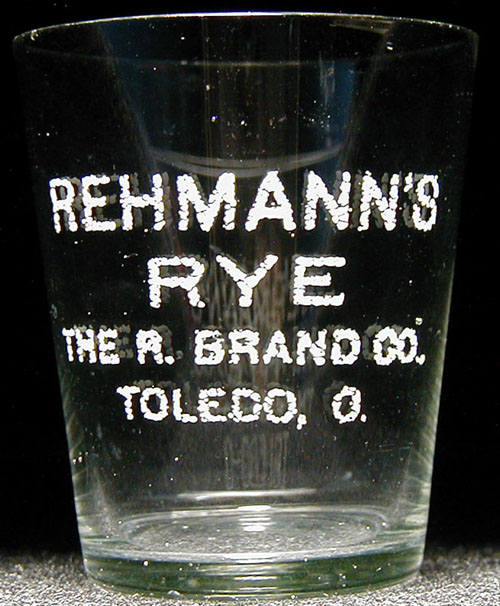 REHMANN'S
RYE
THE R. BRAND CO.
TOLEDO, O.